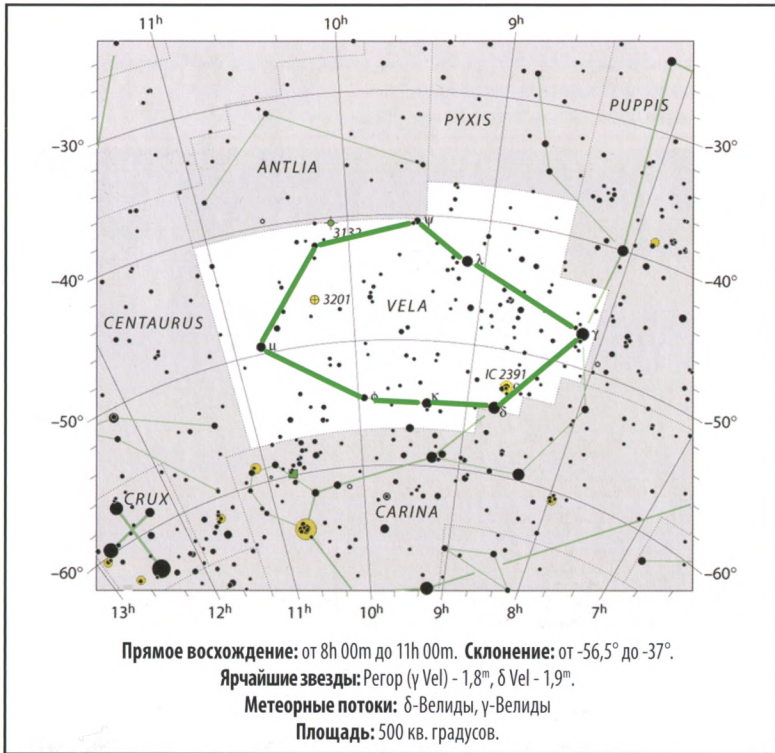 11h 10h 9h
PUPPIS
PYXIS
−30° −30°
ANTLIA
ψ
3132
λ
−40° −40°
3201
VELA
CENTAURUS
γ
μ
IC 2391
ο
φ κ δ
−50° −50°
CRUX
CARINA
−60° −60°
13h 12h 11h 10h 9h 8h 7h
Прямое восхождение: от 8h 00m до 11h 00m. Склонение: от -56,5° до -37°.
Ярчайшие звезды: Регор (γ Vel) - 1,8m, δ Vel - 1,9m.
Метеорные потоки: δ-Велиды, γ-Велиды
Площадь: 500 кв. градусов.